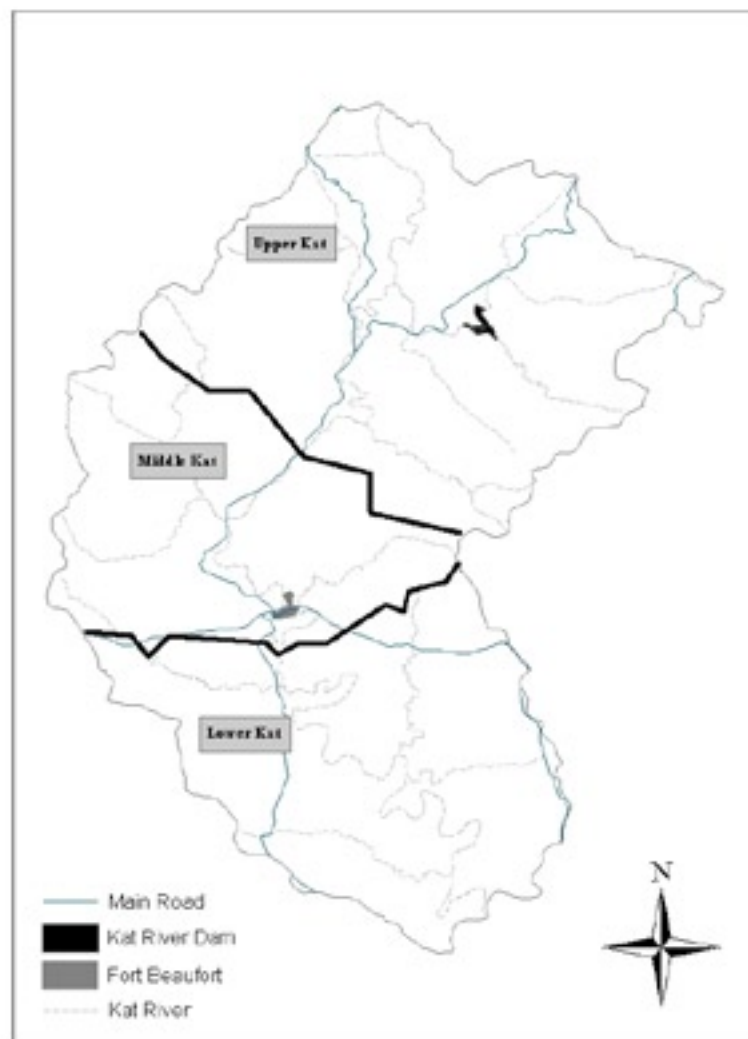 Upper Kat
Middle Kat
Lower Kat
N
Main Road
Kat River Dam
Fort Beaufort
Kat River